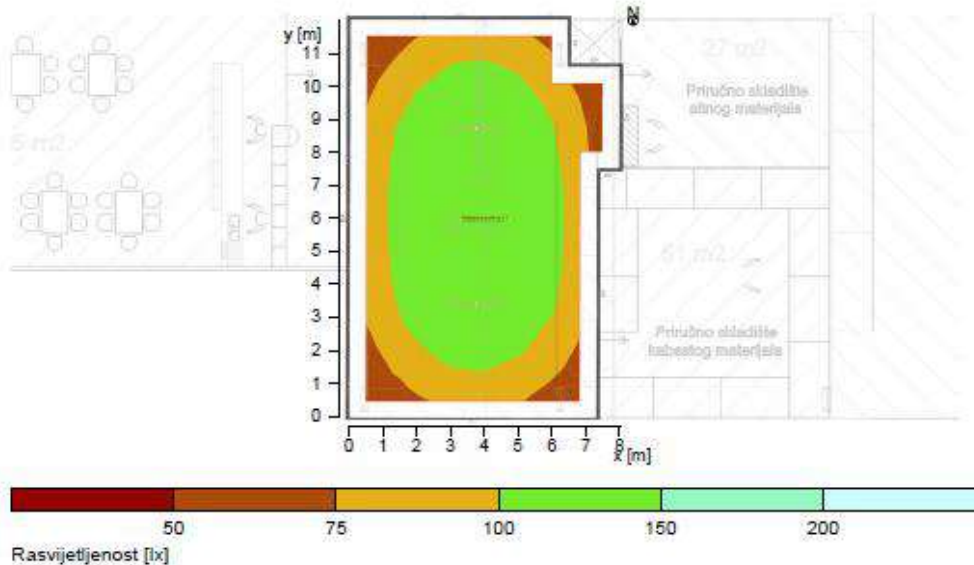 N
y [m]
11
10
9
8
7
6
5
4
3
2
1
0
0 1 2 3 4 5 6 7 8
x [m]
27 m2
Priručno skladište
sitnog materijala
5 m2
61 m2
Priručno skladište
kabastog materijala
50 75 100 150 200
Rasvijetljenost [lx]